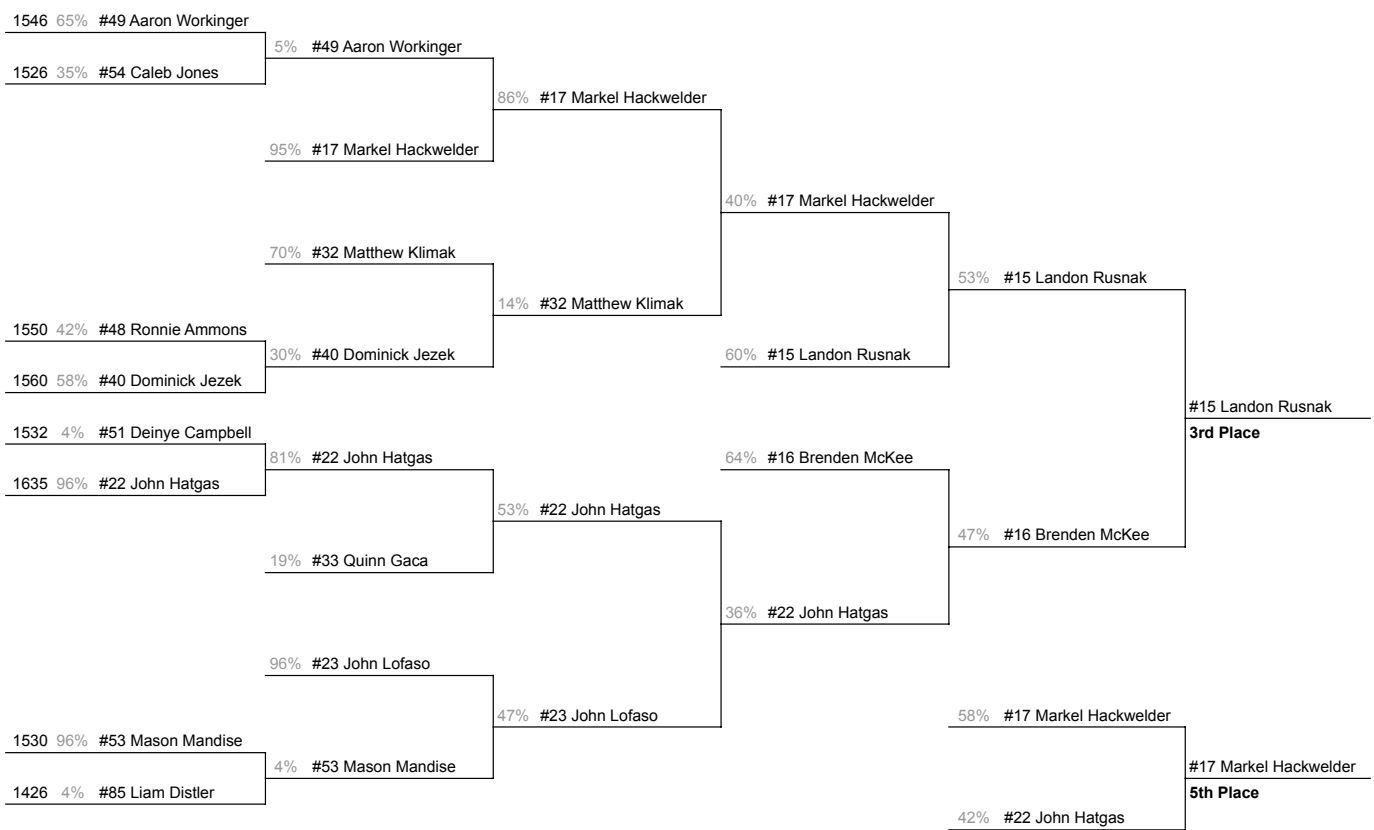 1546 65% #49 Aaron Workinger
5% #49 Aaron Workinger
1526 35% #54 Caleb Jones
86% #17 Markel Hackwelder
95% #17 Markel Hackwelder
40% #17 Markel Hackwelder
70% #32 Matthew Klimak
53% #15 Landon Rusnak
14% #32 Matthew Klimak
1550 42% #48 Ronnie Ammons
30% #40 Dominick Jezek
60% #15 Landon Rusnak
1560 58% #40 Dominick Jezek
#15 Landon Rusnak
1532 4% #51 Deinye Campbell
3rd Place
81% #22 John Hatgas
64% #16 Brenden McKee
1635 96% #22 John Hatgas
53% #22 John Hatgas
47% #16 Brenden McKee
19% #33 Quinn Gaca
36% #22 John Hatgas
96% #23 John Lofaso
47% #23 John Lofaso
58% #17 Markel Hackwelder
1530 96% #53 Mason Mandise
4% #53 Mason Mandise
#17 Markel Hackwelder
1426 4% #85 Liam Distler
5th Place
42% #22 John Hatgas